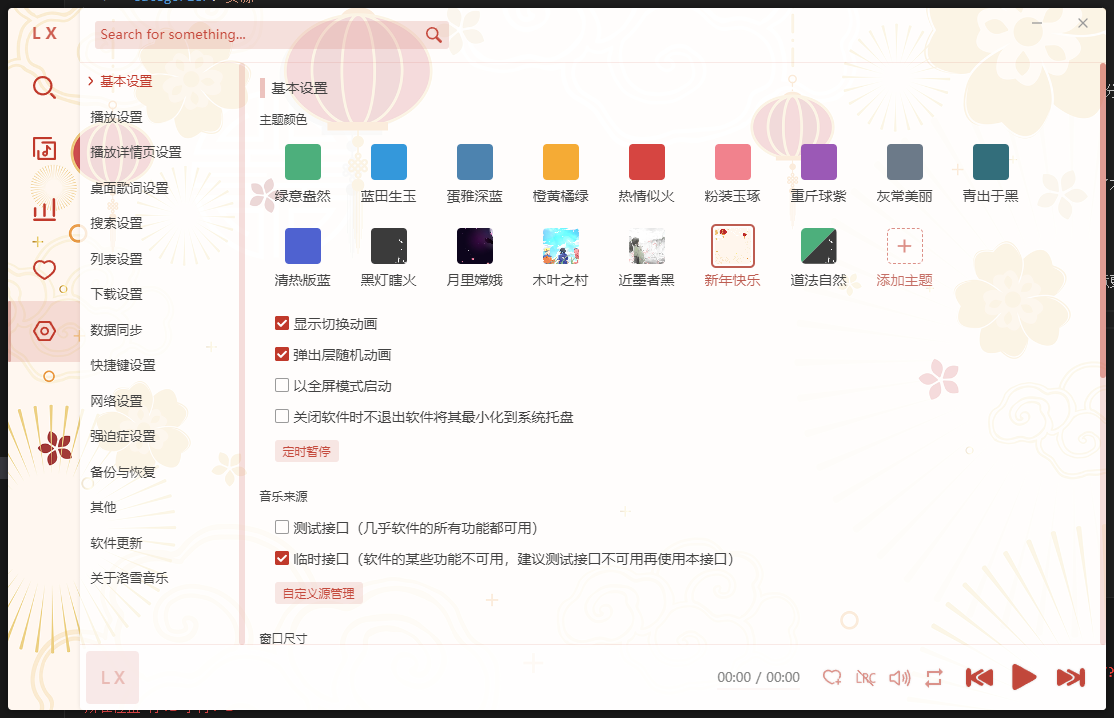 LX
Search for something...
基本设置
播放设置
播放详情页设置
桌面歌词设置
搜索设置
列表设置
下载设置
数据同步
快捷键设置
网络设置
强迫症设置
备份与恢复
其他
软件更新
关于洛雪音乐
基本设置
主题颜色
绿意盎然 蓝田生玉 蛋雅深蓝 橙黄橘绿 热情似火 粉装玉琢 重斤球紫 灰常美丽 青出于黑
清热版蓝 黑灯瞎火 月里嫦娥 木叶之村 近墨者黑 新年快乐 道法自然 添加主题
显示切换动画
弹出层随机动画
以全屏模式启动
关闭软件时不退出软件将其最小化到系统托盘
定时暂停
音乐来源
测试接口（几乎软件的所有功能都可用）
临时接口（软件的某些功能不可用，建议测试接口不可用再使用本接口）
自定义源管理
窗口尺寸
LX
00:00 / 00:00
LRC